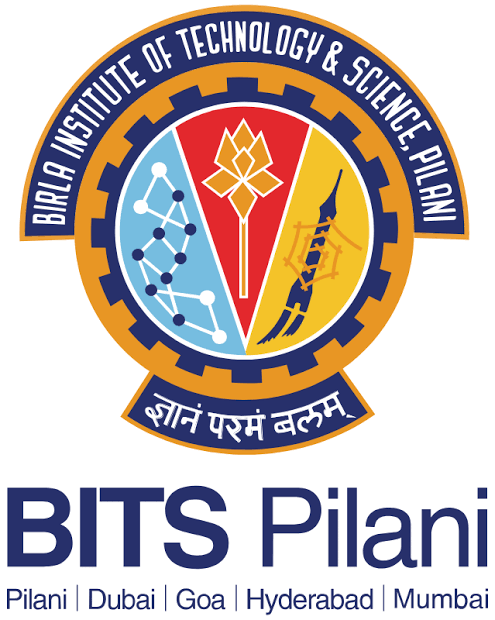 BIRLA INSTITUTE OF TECHNOLOGY & SCIENCE, PILANI
ज्ञानं परमं बलम्
BITS Pilani
Pilani | Dubai | Goa | Hyderabad | Mumbai